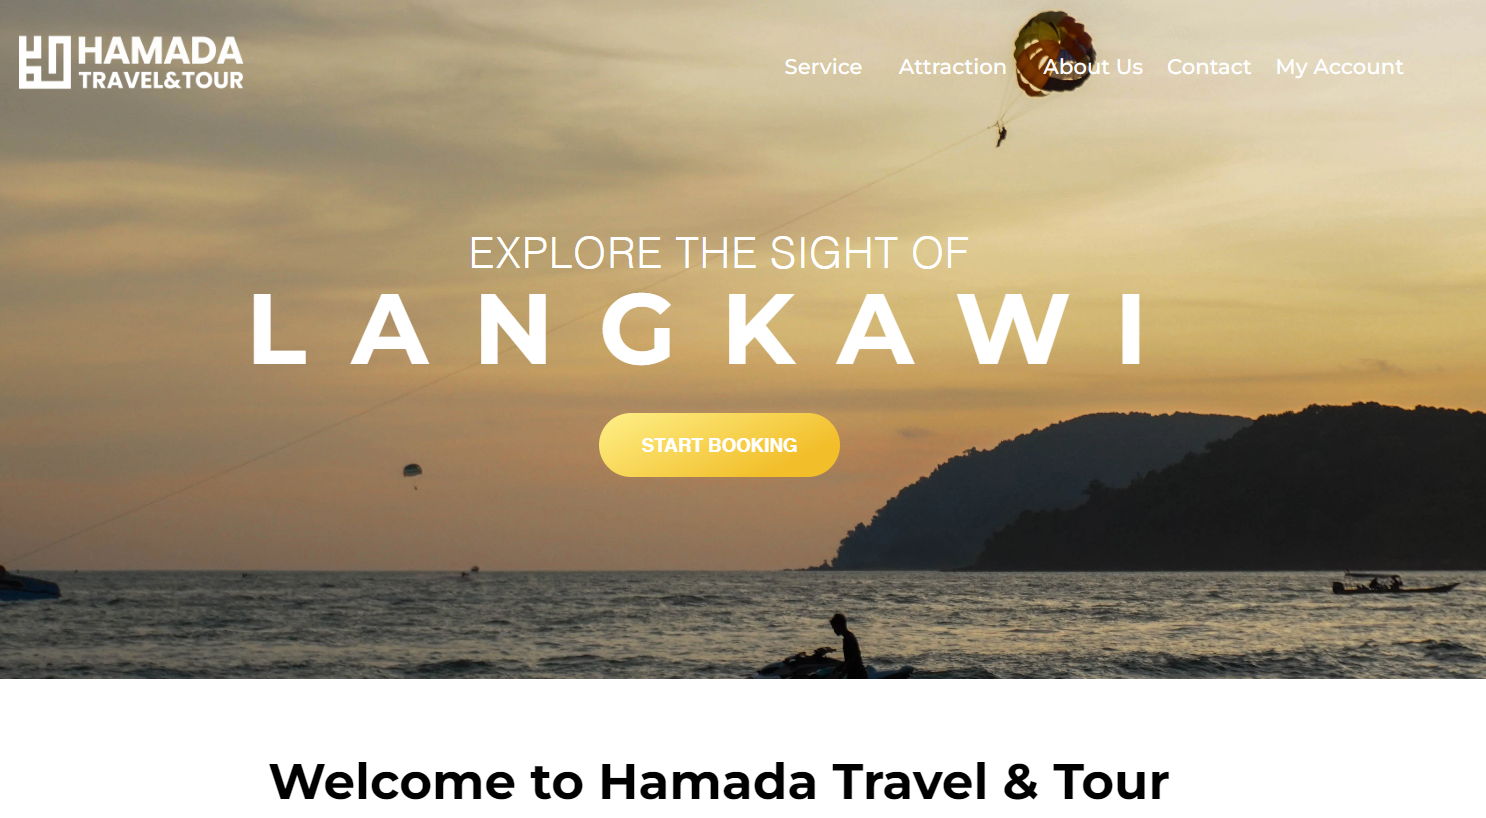 HAMADA
TRAVEL&TOUR
Service Attraction About Us Contact My Account
EXPLORE THE SIGHT OF
LANGKAWI
START BOOKING
Welcome to Hamada Travel & Tour